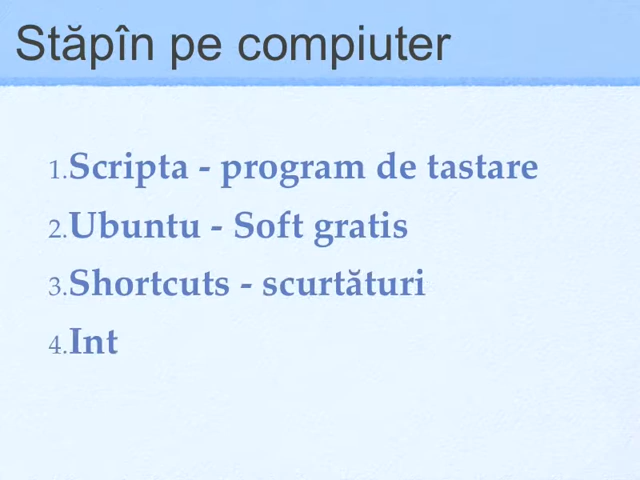 Stăpîn pe compiuter
1.Scripta - program de tastare
2.Ubuntu - Soft gratis
3.Shortcuts - scurtături
4.Int